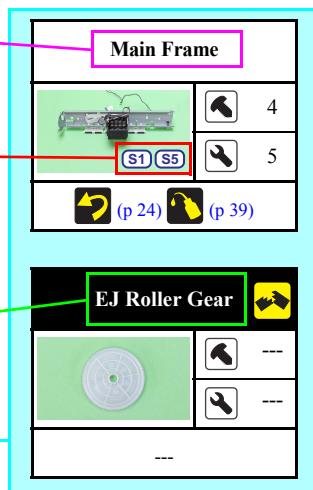 Main Frame
4
S1 S5
5
(p 24) (p 39)
EJ Roller Gear
---
---
---